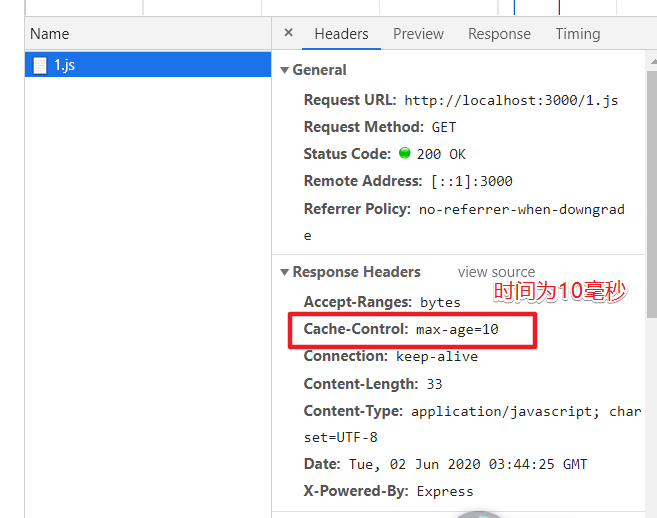 Name
× Headers Preview Response Timing
1.js
General
Request URL: http://localhost:3000/1.js
Request Method: GET
Status Code: 200 OK
Remote Address: [::1]:3000
Referrer Policy: no-referrer-when-downgrad
e
Response Headers view source
时间为10毫秒
Accept-Ranges: bytes
Cache-Control: max-age=10
Connection: keep-alive
Content-Length: 33
Content-Type: application/javascript; char
set=UTF-8
Date: Tue, 02 Jun 2020 03:44:25 GMT
X-Powered-By: Express